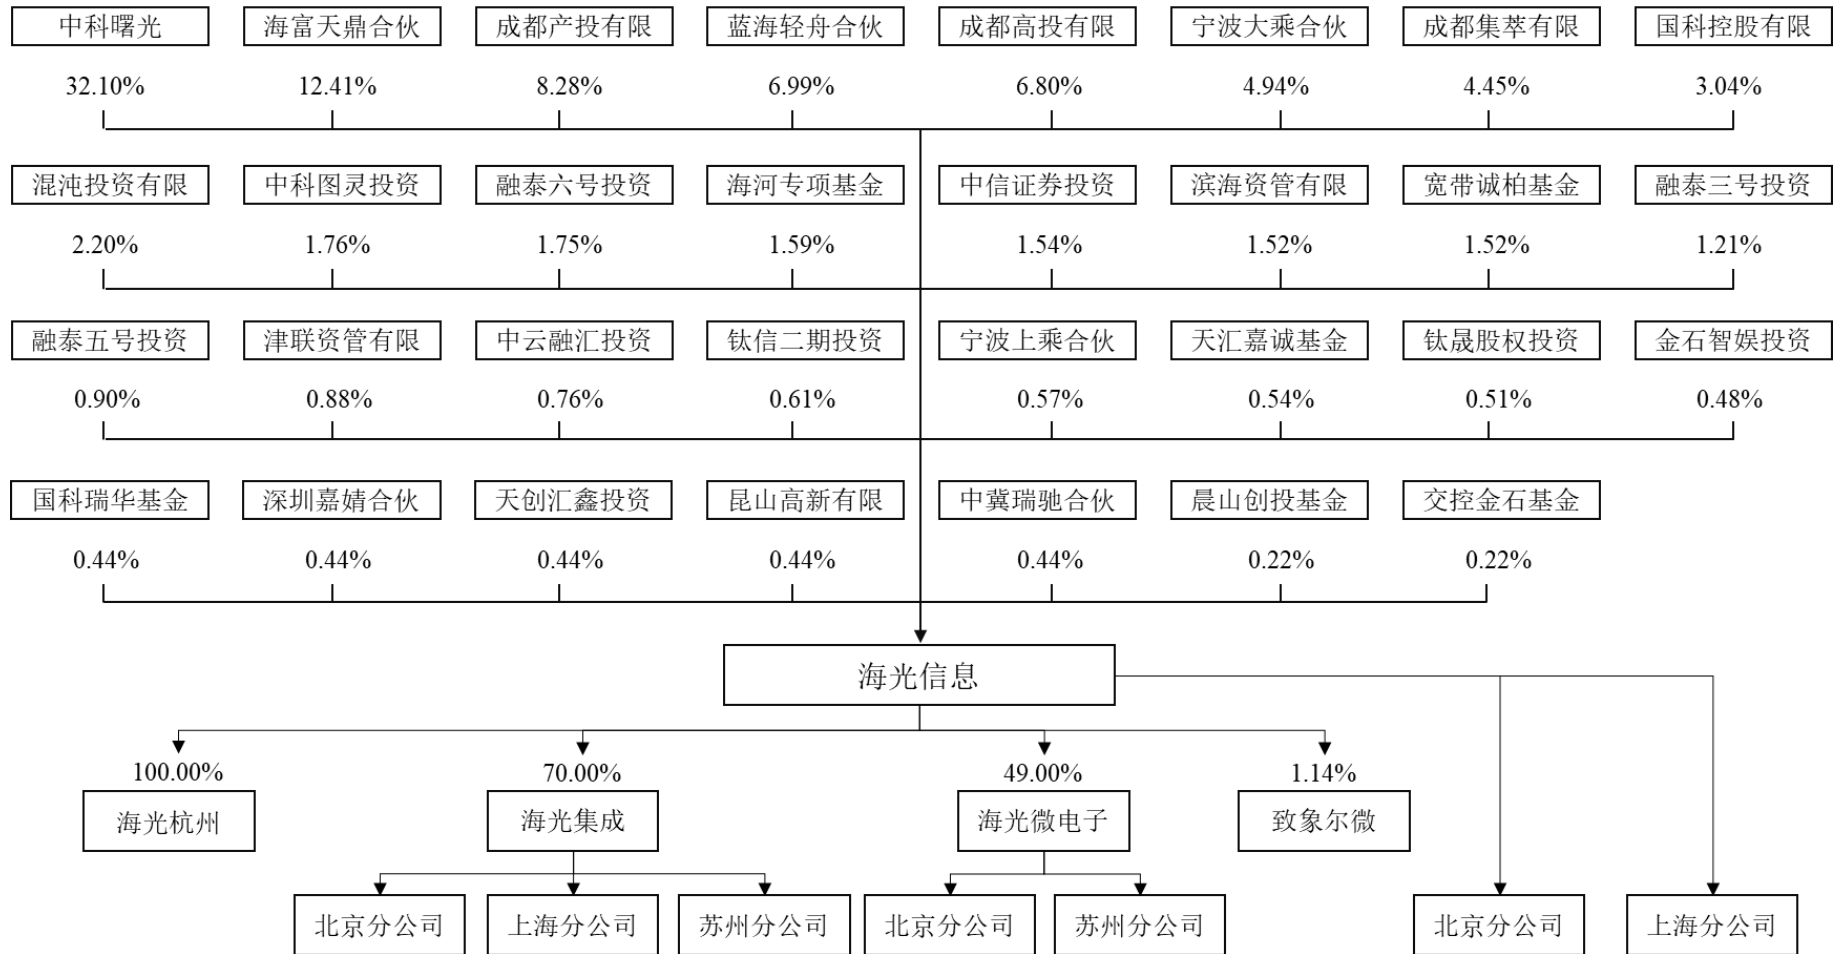 中科曙光 海富天鼎合伙 成都产投有限 蓝海轻舟合伙 成都高投有限 宁波大乘合伙 成都集萃有限 国科控股有限
32.10% 12.41% 8.28% 6.99% 6.80% 4.94% 4.45% 3.04%
混沌投资有限 中科图灵投资 融泰六号投资 海河专项基金 中信证券投资 滨海资管有限 宽带诚柏基金 融泰三号投资
2.20% 1.76% 1.75% 1.59% 1.54% 1.52% 1.52% 1.21%
融泰五号投资 津联资管有限 中云融汇投资 钛信二期投资 宁波上乘合伙 天汇嘉诚基金 钛晟股权投资 金石智娱投资
0.90% 0.88% 0.76% 0.61% 0.57% 0.54% 0.51% 0.48%
国科瑞华基金 深圳嘉婧合伙 天创汇鑫投资 昆山高新有限 中冀瑞驰合伙 晨山创投基金 交控金石基金
0.44% 0.44% 0.44% 0.44% 0.44% 0.22% 0.22%
海光信息
100.00% 70.00% 49.00% 1.14%
海光杭州 海光集成 海光微电子 致象尔微
北京分公司 上海分公司 苏州分公司 北京分公司 苏州分公司 北京分公司 上海分公司